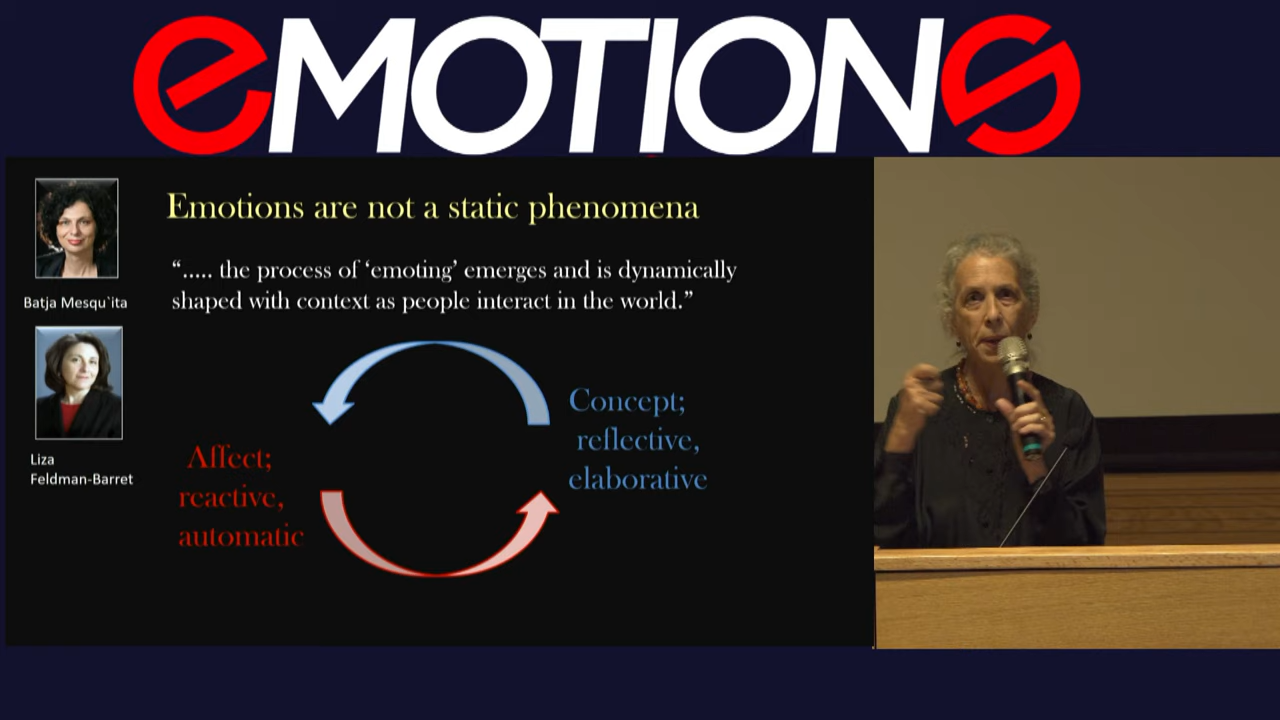 eMOTIONS
Emotions are not a static phenomena
“..... the process of ‘emoting’ emerges and is dynamically
shaped with context as people interact in the world.”
Batja Mesqu`ita
Liza
Feldman-Barret
Concept;
reflective,
elaborative
Affect;
reactive,
automatic